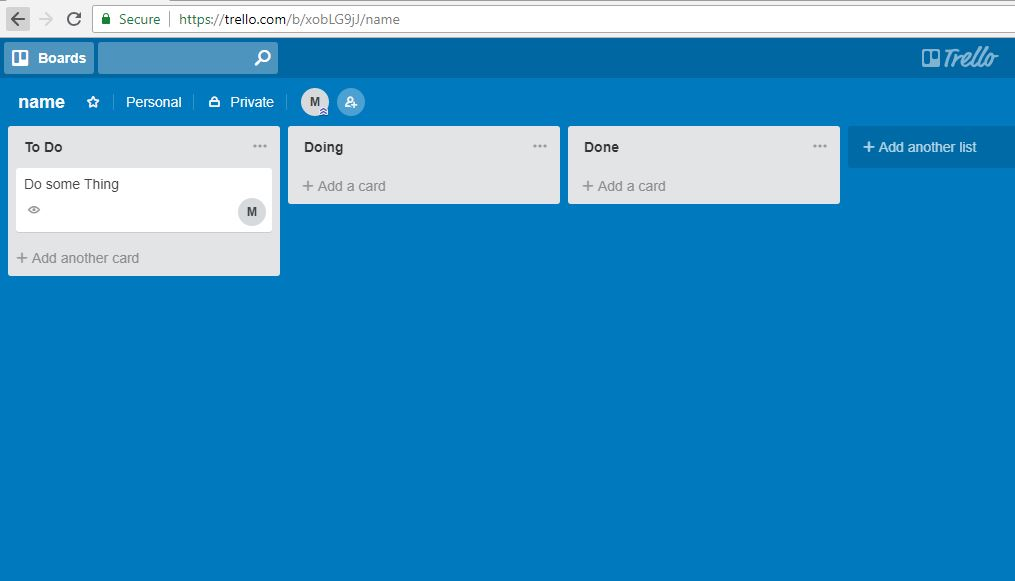 Secure https://trello.com/b/xobLG9jJ/name
Boards Trello
name Personal Private M
To Do
Do some Thing
M
+ Add another card
Doing
+ Add a card
Done
+ Add a card
+ Add another list